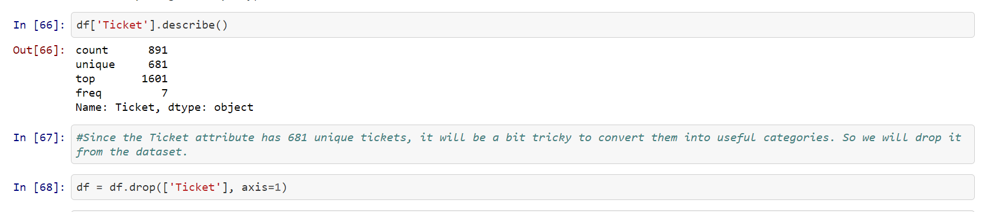 In [66]: df['Ticket'].describe()
Out[66]: count 891
unique 681
top 1601
freq 7
Name: Ticket, dtype: object
In [67]: #Since the Ticket attribute has 681 unique tickets, it will be a bit tricky to convert them into useful categories. So we will drop it
from the dataset.
In [68]: df = df.drop(['Ticket'], axis=1)